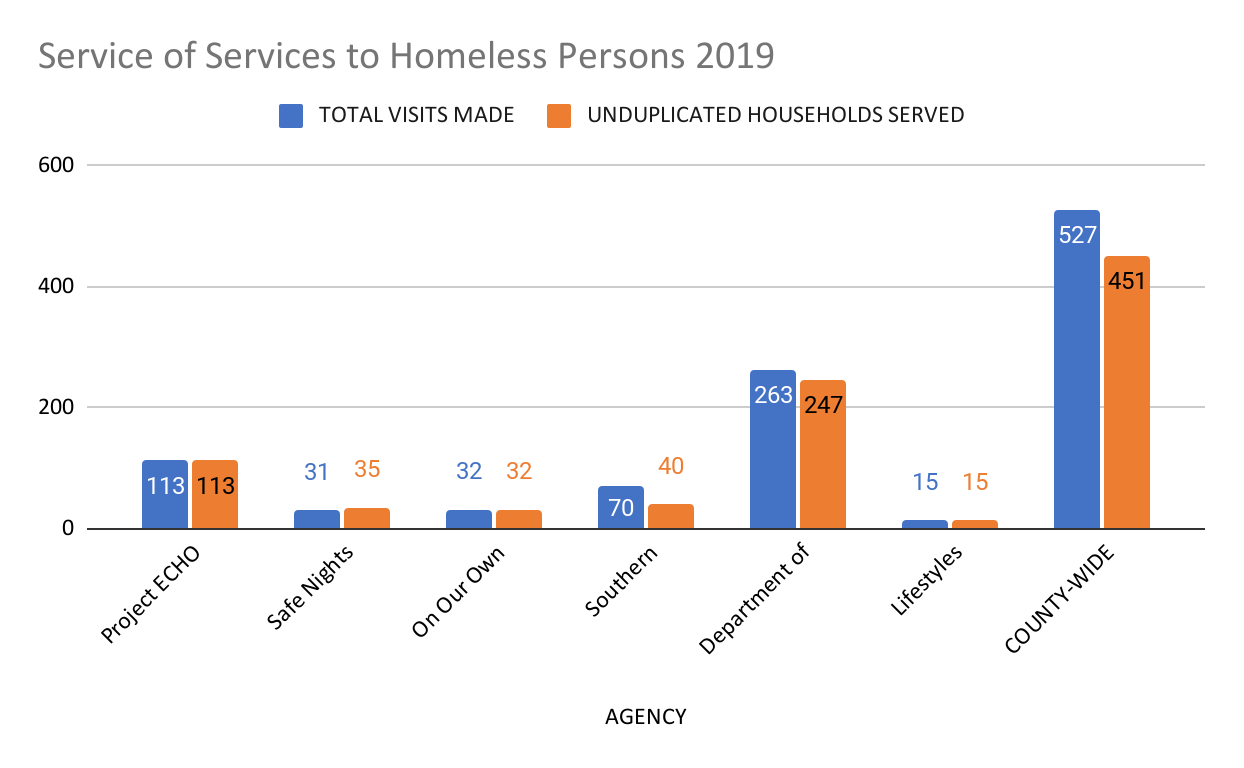 Service of Services to Homeless Persons 2019
TOTAL VISITS MADE UNDUPLICATED HOUSEHOLDS SERVED
600
400
200
0
113 113
31 35
32 32
70 40
263 247
15 15
527 451
Project ECHO
Safe Nights
On Our Own
Southern
Department of
Lifestyles
COUNTY-WIDE
AGENCY